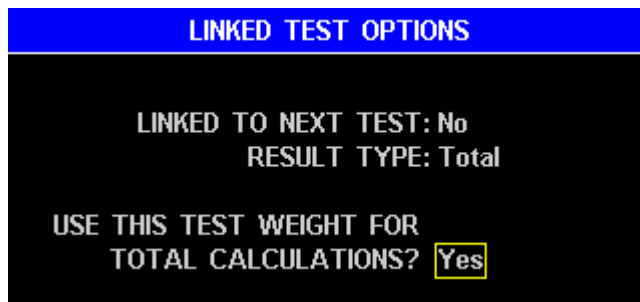 LINKED TEST OPTIONS
LINKED TO NEXT TEST: No
RESULT TYPE: Total
USE THIS TEST WEIGHT FOR
TOTAL CALCULATIONS? Yes